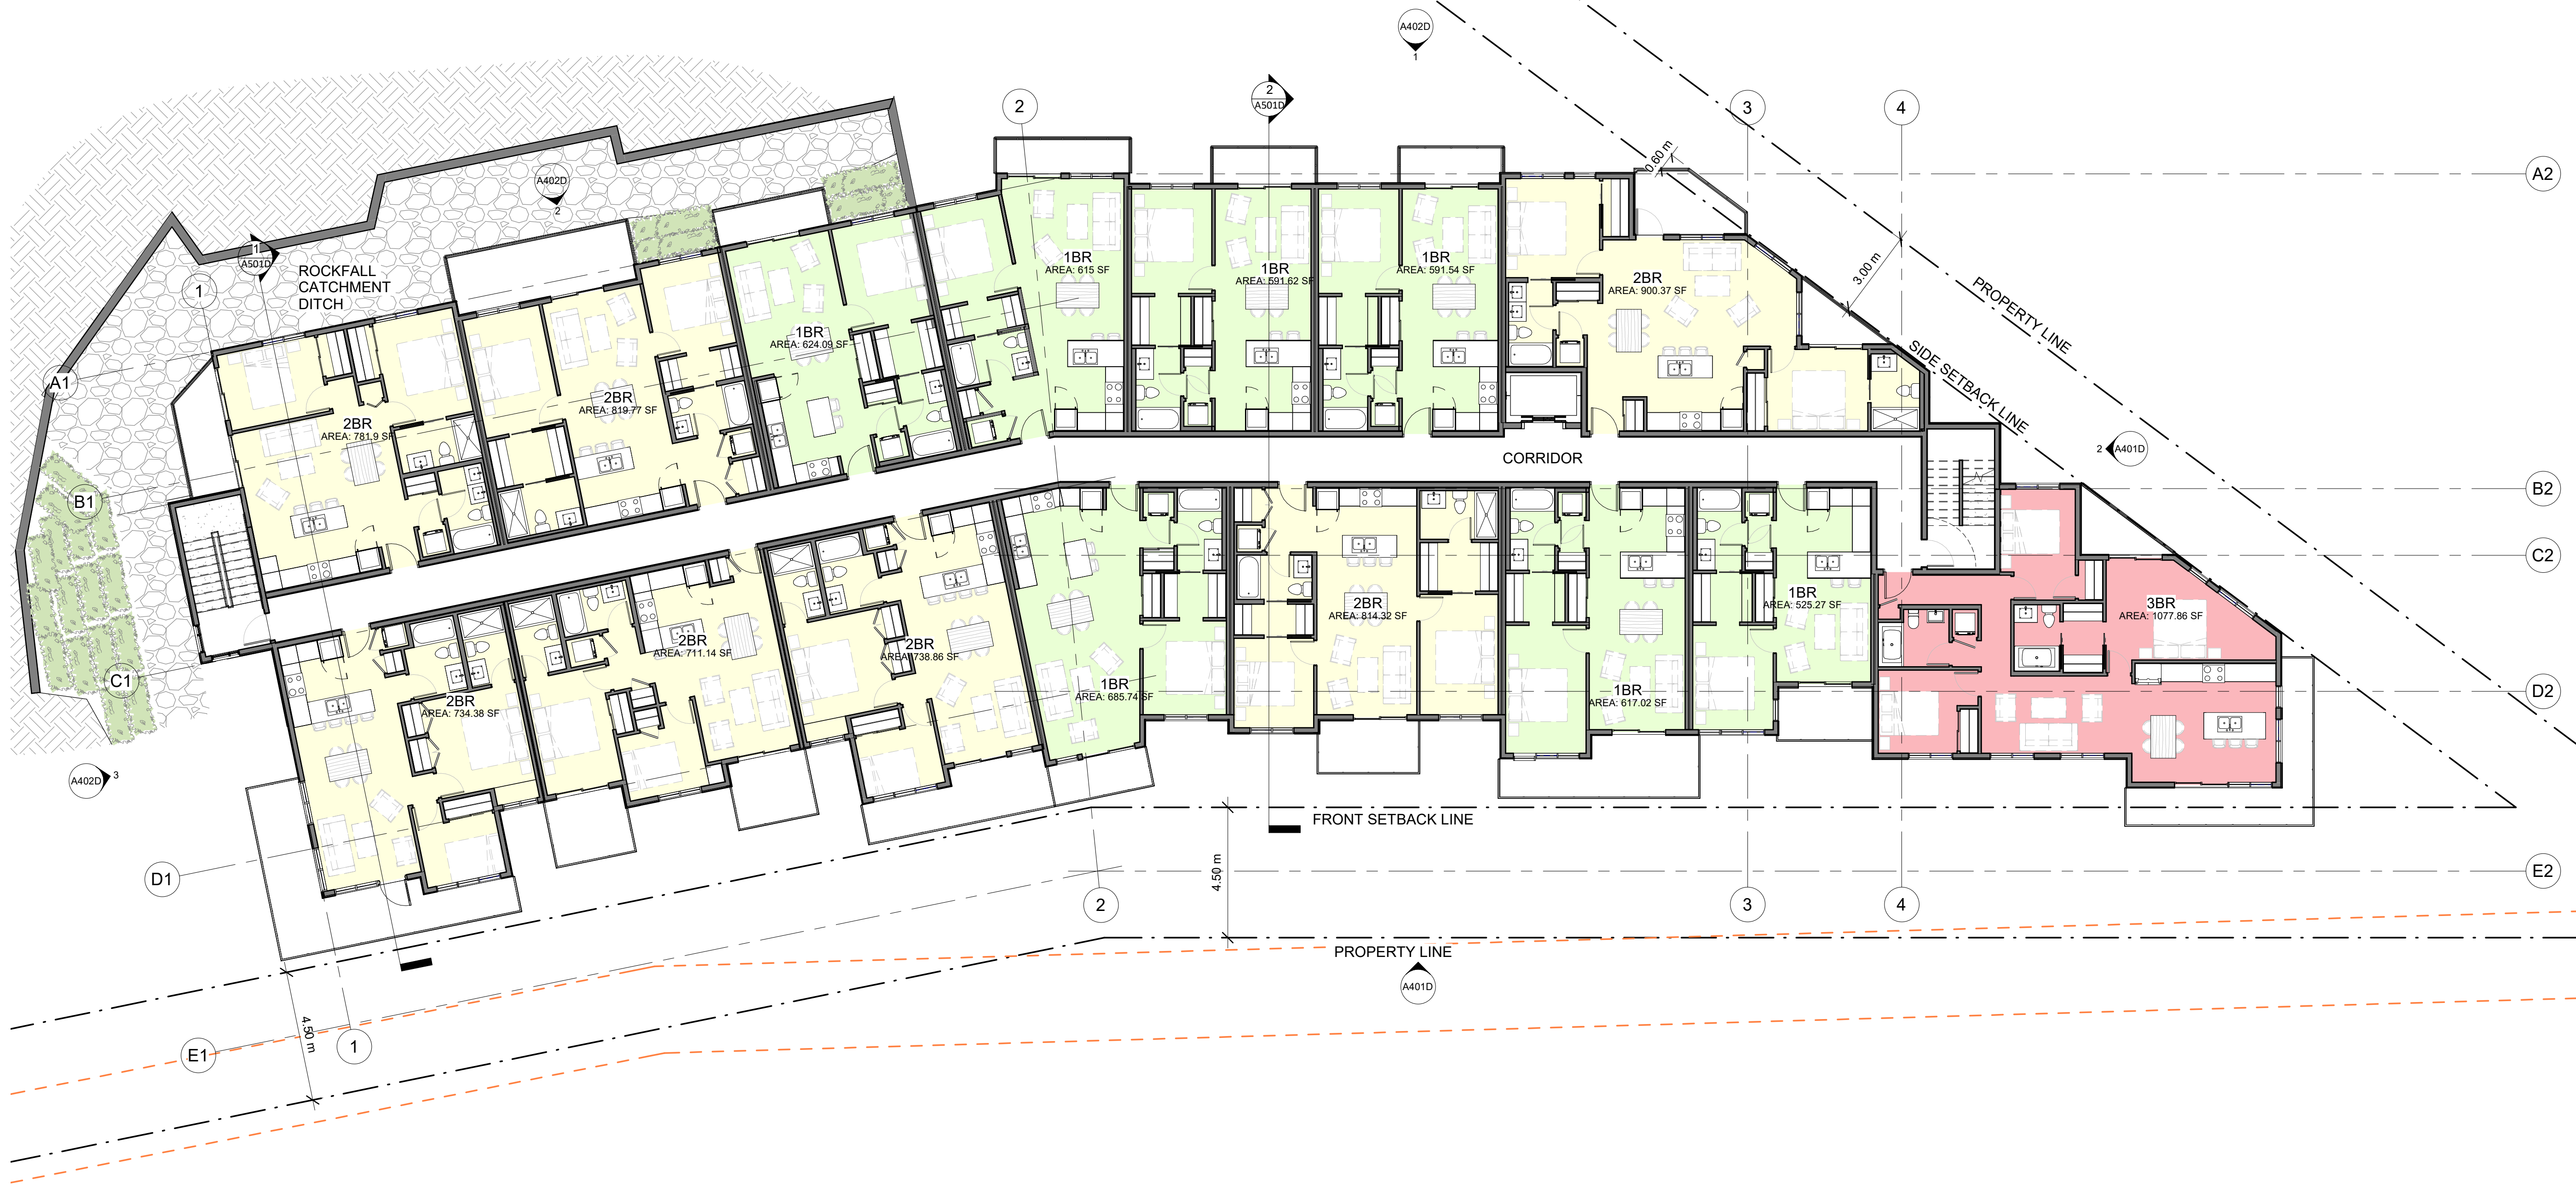 A402D
1
2
A501D
2
3
4
0.60 m
A2
A402D
2
1
A501D
1
ROCKFALL
CATCHMENT
DITCH
3.00 m
PROPERTY LINE
SIDE SETBACK LINE
1BR
AREA: 615 SF
1BR
AREA: 591.62 SF
1BR
AREA: 591.54 SF
2BR
AREA: 900.37 SF
1BR
AREA: 624.09 SF
2BR
AREA: 819.77 SF
2BR
AREA: 781.9 SF
A1
B1
C1
CORRIDOR
2
A401D
B2
C2
D2
2BR
AREA: 734.38 SF
2BR
AREA: 711.14 SF
2BR
AREA: 738.86 SF
1BR
AREA: 685.74 SF
2BR
AREA: 814.32 SF
1BR
AREA: 617.02 SF
1BR
AREA: 525.27 SF
3BR
AREA: 1077.86 SF
A402D
3
FRONT SETBACK LINE
D1
4.50 m
E2
2
3
4
PROPERTY LINE
A401D
4.50 m
E1
1